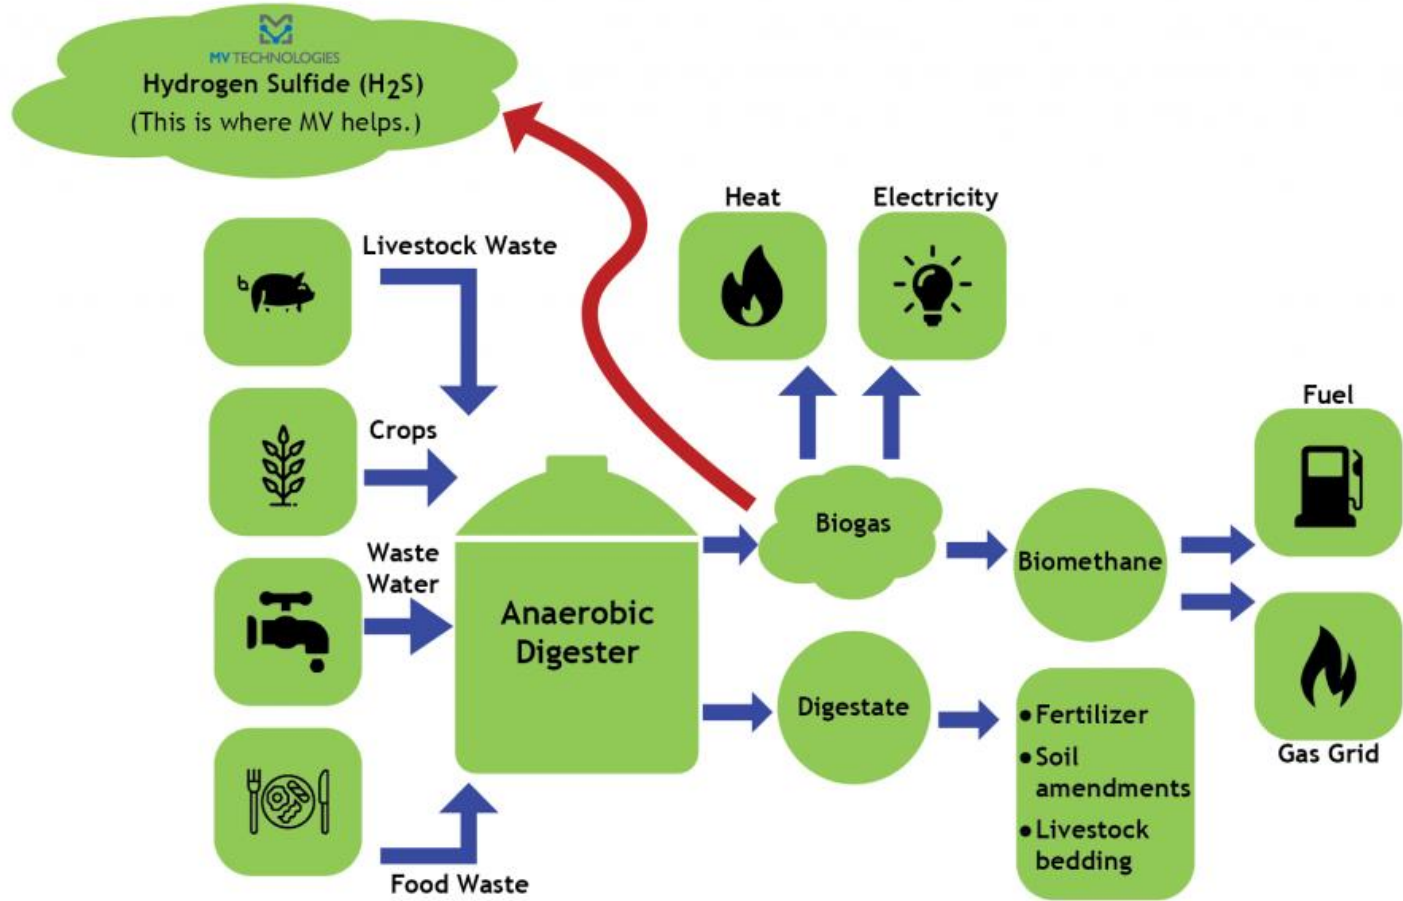 MV TECHNOLOGIES
Hydrogen Sulfide (H2S)
(This is where MV helps.)
Heat
Electricity
Livestock Waste
Crops
Waste
Water
Food Waste
Anaerobic
Digester
Biogas
Biomethane
Fuel
Gas Grid
Digestate
• Fertilizer
• Soil
amendments
• Livestock
bedding